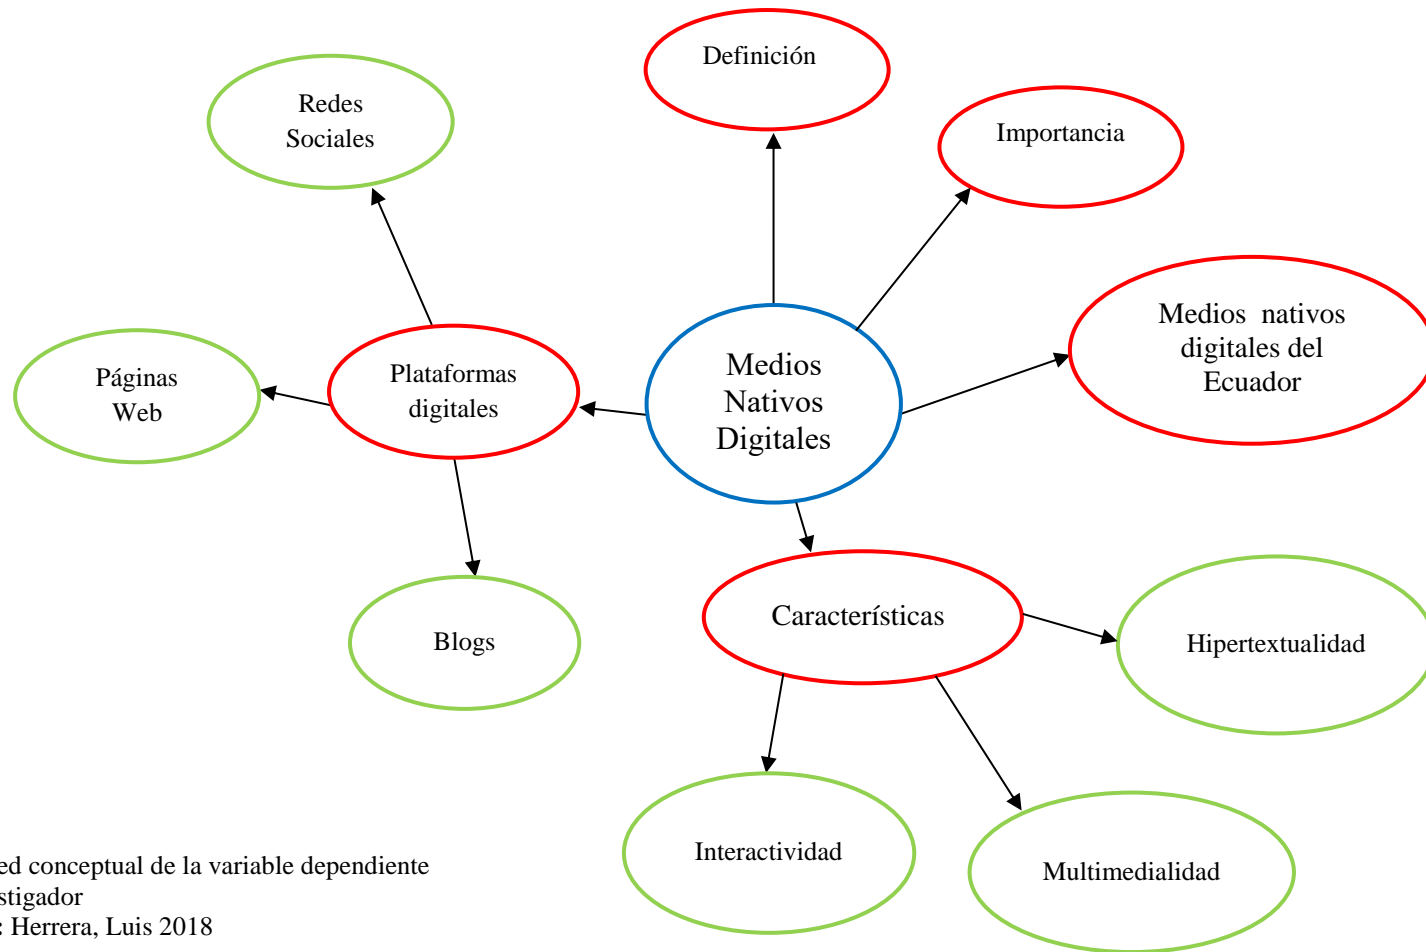 Definición
Redes
Sociales
Importancia
Medios nativos
digitales del
Ecuador
Páginas
Web
Plataformas
digitales
Medios
Nativos
Digitales
Características
Blogs
Hipertextualidad
Interactividad
Multimedialidad
ed conceptual de la variable dependiente
stigador
: Herrera, Luis 2018